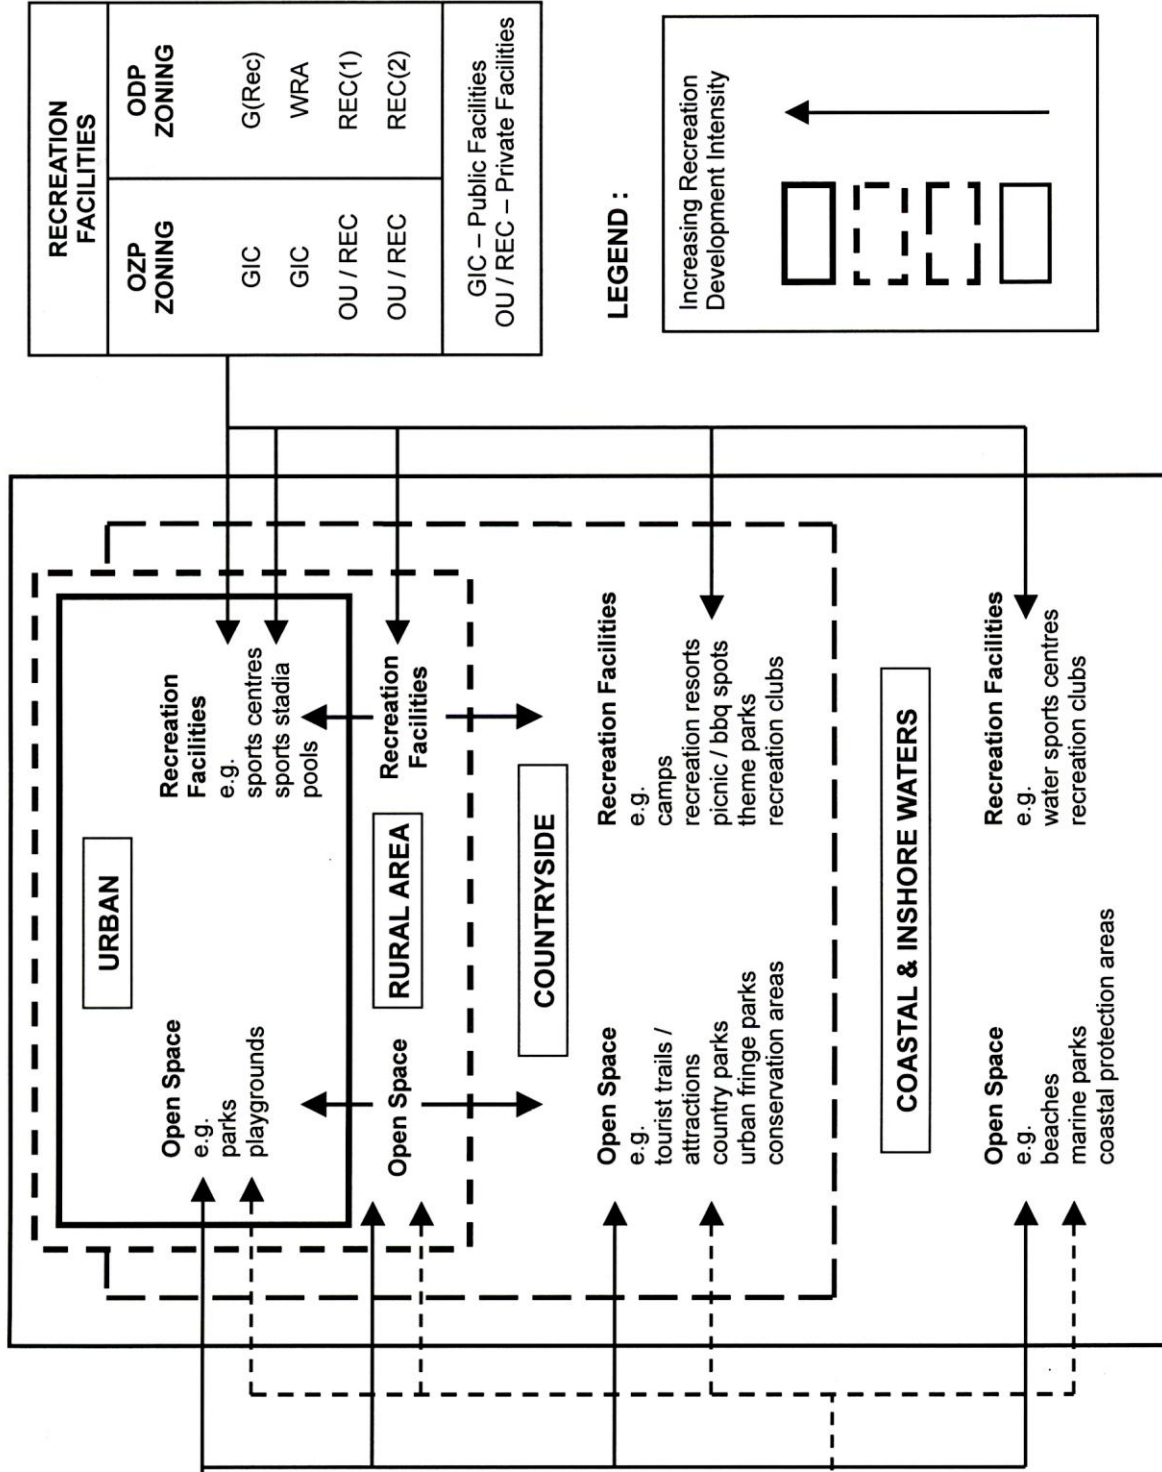 RECREATION
FACILITIES
OZP
ZONING
ODP
ZONING
GIC
G(Rec)
GIC
WRA
OU / REC
REC(1)
OU / REC
REC(2)
GIC – Public Facilities
OU / REC – Private Facilities
LEGEND :
Increasing Recreation
Development Intensity
URBAN
Open Space
e.g.
parks
playgrounds
Recreation
Facilities
e.g.
sports centres
sports stadia
pools
RURAL AREA
Open Space
Recreation
Facilities
COUNTRYSIDE
Open Space
e.g.
tourist trails /
attractions
country parks
urban fringe parks
conservation areas
Recreation Facilities
e.g.
camps
recreation resorts
picnic / bbq spots
theme parks
recreation clubs
COASTAL & INSHORE WATERS
Open Space
e.g.
beaches
marine parks
coastal protection areas
Recreation Facilities
e.g.
water sports centres
recreation clubs